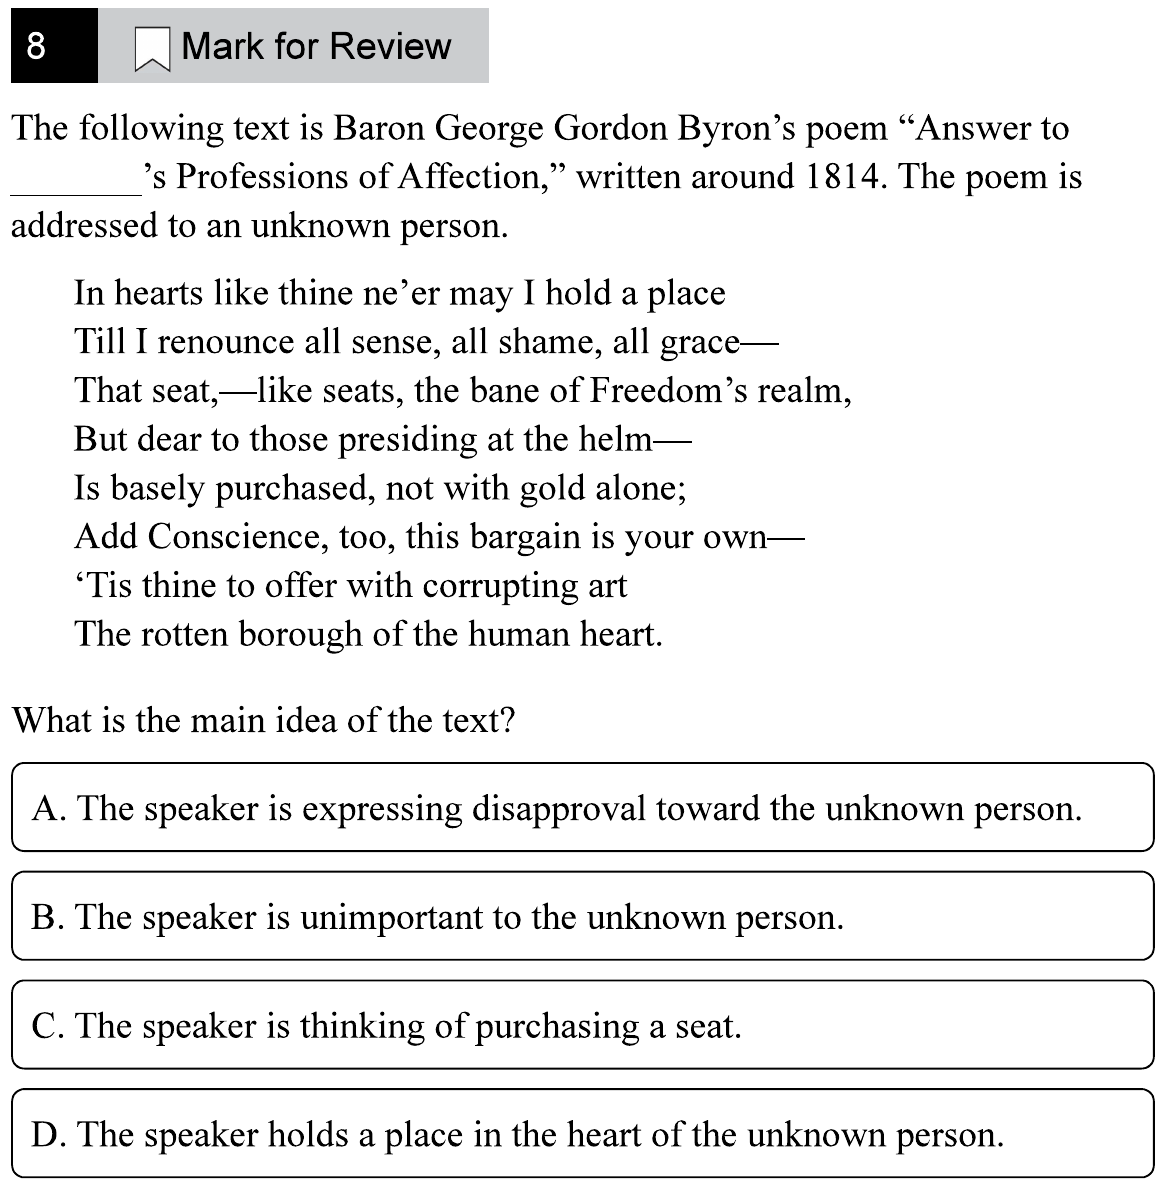 8 Mark for Review
The following text is Baron George Gordon Byron’s poem “Answer to
_______’s Professions of Affection,” written around 1814. The poem is
addressed to an unknown person.
In hearts like thine ne’er may I hold a place
Till I renounce all sense, all shame, all grace—
That seat,—like seats, the bane of Freedom’s realm,
But dear to those presiding at the helm—
Is basely purchased, not with gold alone;
Add Conscience, too, this bargain is your own—
‘Tis thine to offer with corrupting art
The rotten borough of the human heart.
What is the main idea of the text?
A. The speaker is expressing disapproval toward the unknown person.
B. The speaker is unimportant to the unknown person.
C. The speaker is thinking of purchasing a seat.
D. The speaker holds a place in the heart of the unknown person.